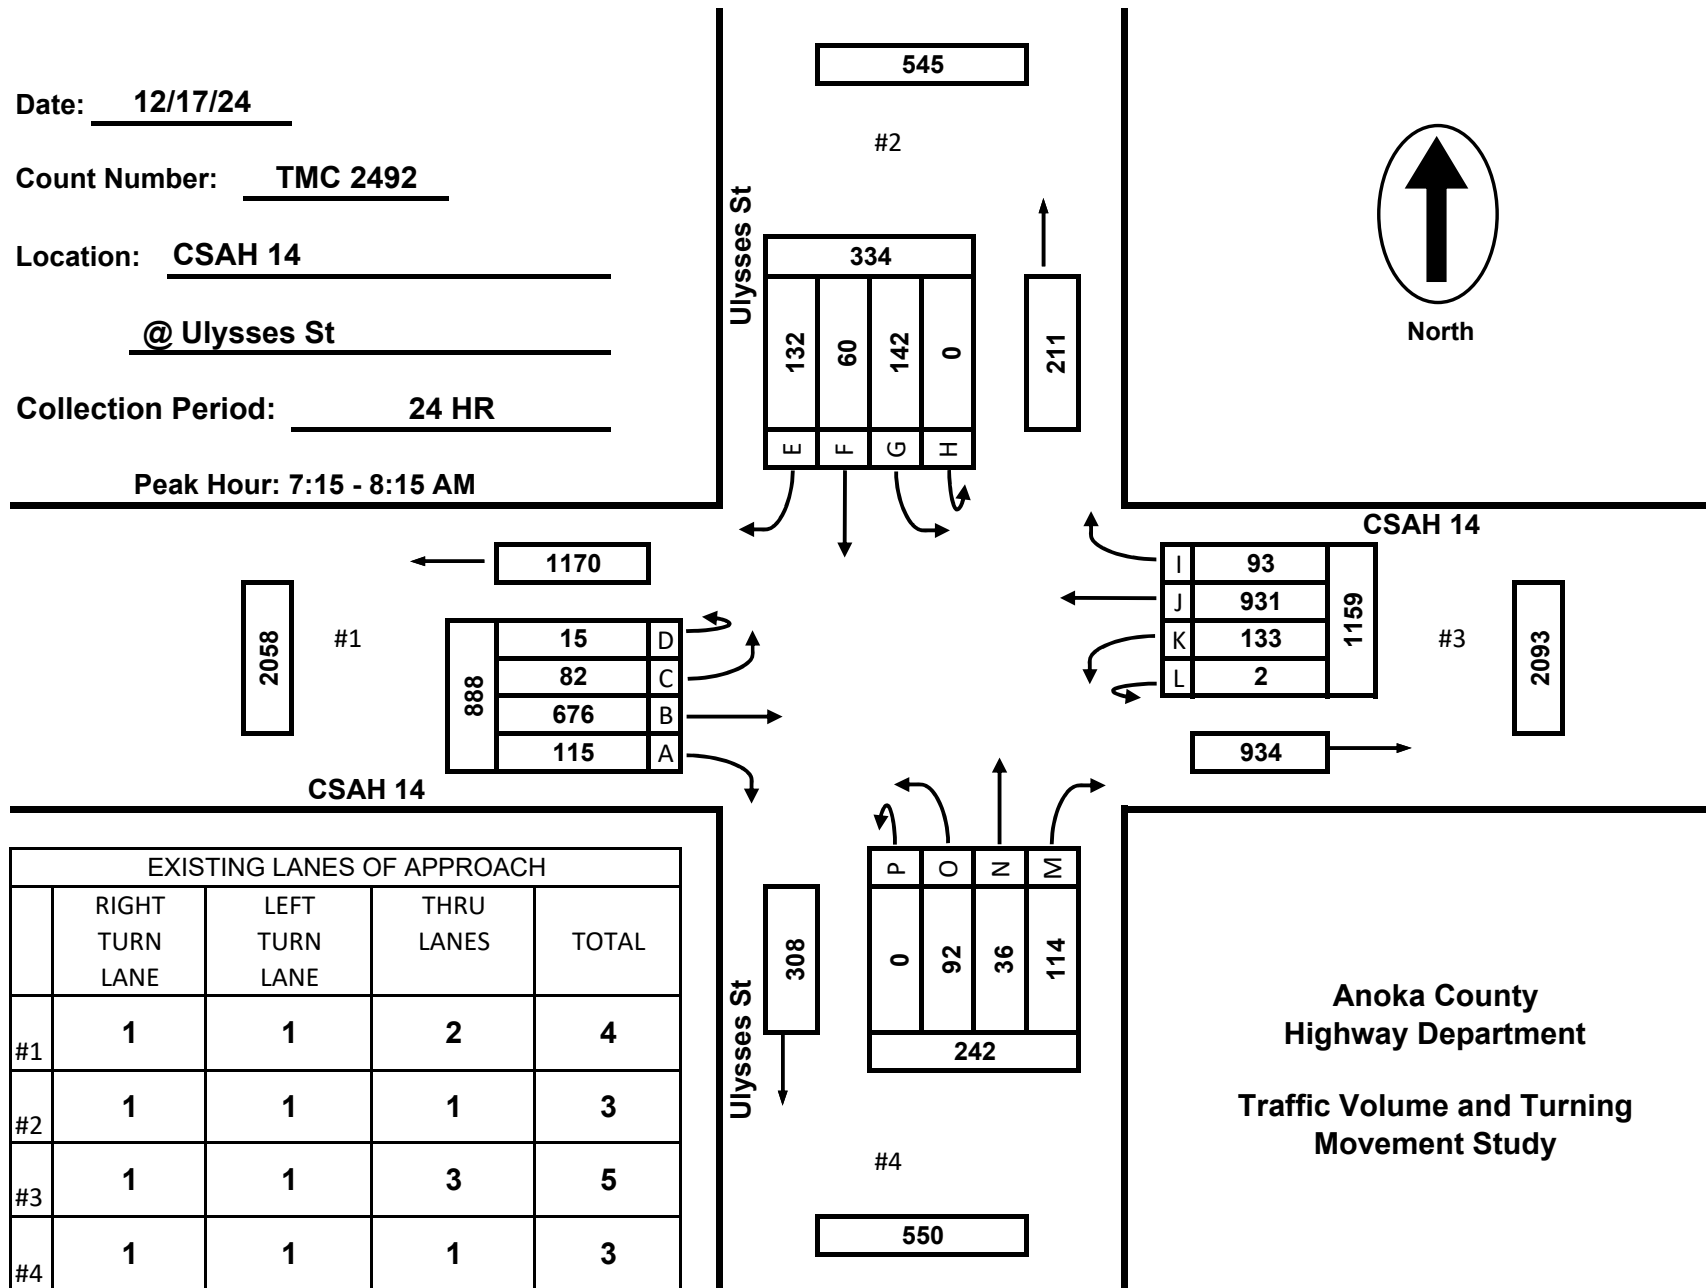 Date: 12/17/24
Count Number: TMC 2492
Location: CSAH 14
@ Ulysses St
Collection Period: 24 HR
Peak Hour: 7:15 - 8:15 AM
545
#2
Ulysses St
334
132 60 142 0
E F G H
211
North
CSAH 14
1170
2058
#1
888
15 D
82 C
676 B
115 A
CSAH 14
I 93
J 931
K 133
L 2
1159
#3
2093
934
P O N M
0 92 36 114
242
308
Ulysses St
#4
550
EXISTING LANES OF APPROACH
RIGHT TURN LANE
LEFT TURN LANE
THRU LANES
TOTAL
#1 1 1 2 4
#2 1 1 1 3
#3 1 1 3 5
#4 1 1 1 3
Anoka County
Highway Department
Traffic Volume and Turning
Movement Study